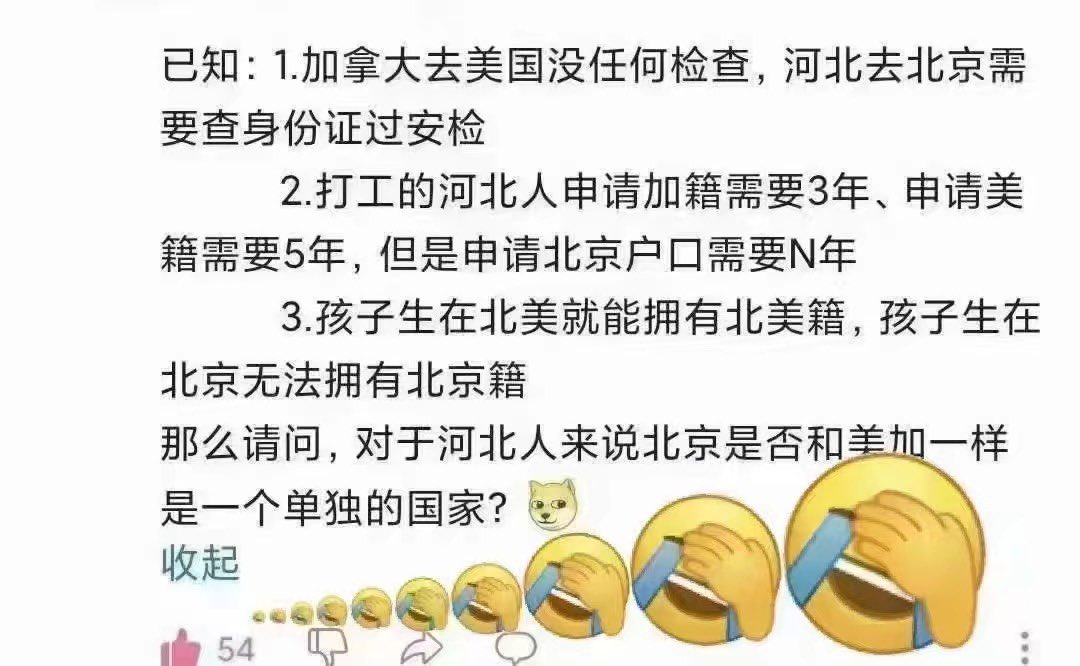 已知：1.加拿大去美国没任何检查，河北去北京需
要查身份证过安检
2.打工的河北人申请加籍需要3年、申请美
籍需要5年，但是申请北京户口需要N年
3.孩子生在北美就能拥有北美籍，孩子生在
北京无法拥有北京籍
那么请问，对于河北人来说北京是否和美加一样
是一个单独的国家？
收起
54